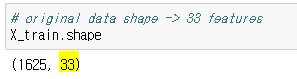 # original data shape -> 33 features
X_train.shape
(1625, 33)